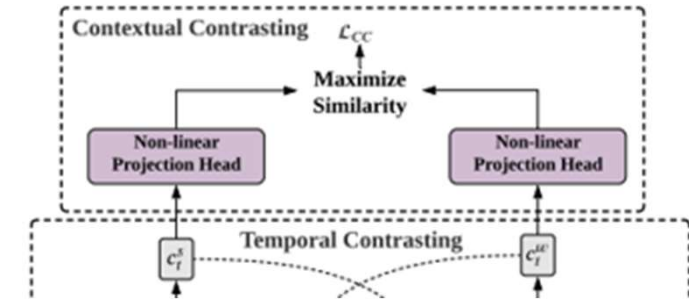 Contextual Contrasting
ℒ_CC
Maximize
Similarity
Non-linear
Projection Head
Non-linear
Projection Head
Temporal Contrasting
c_t^s
c_t^w